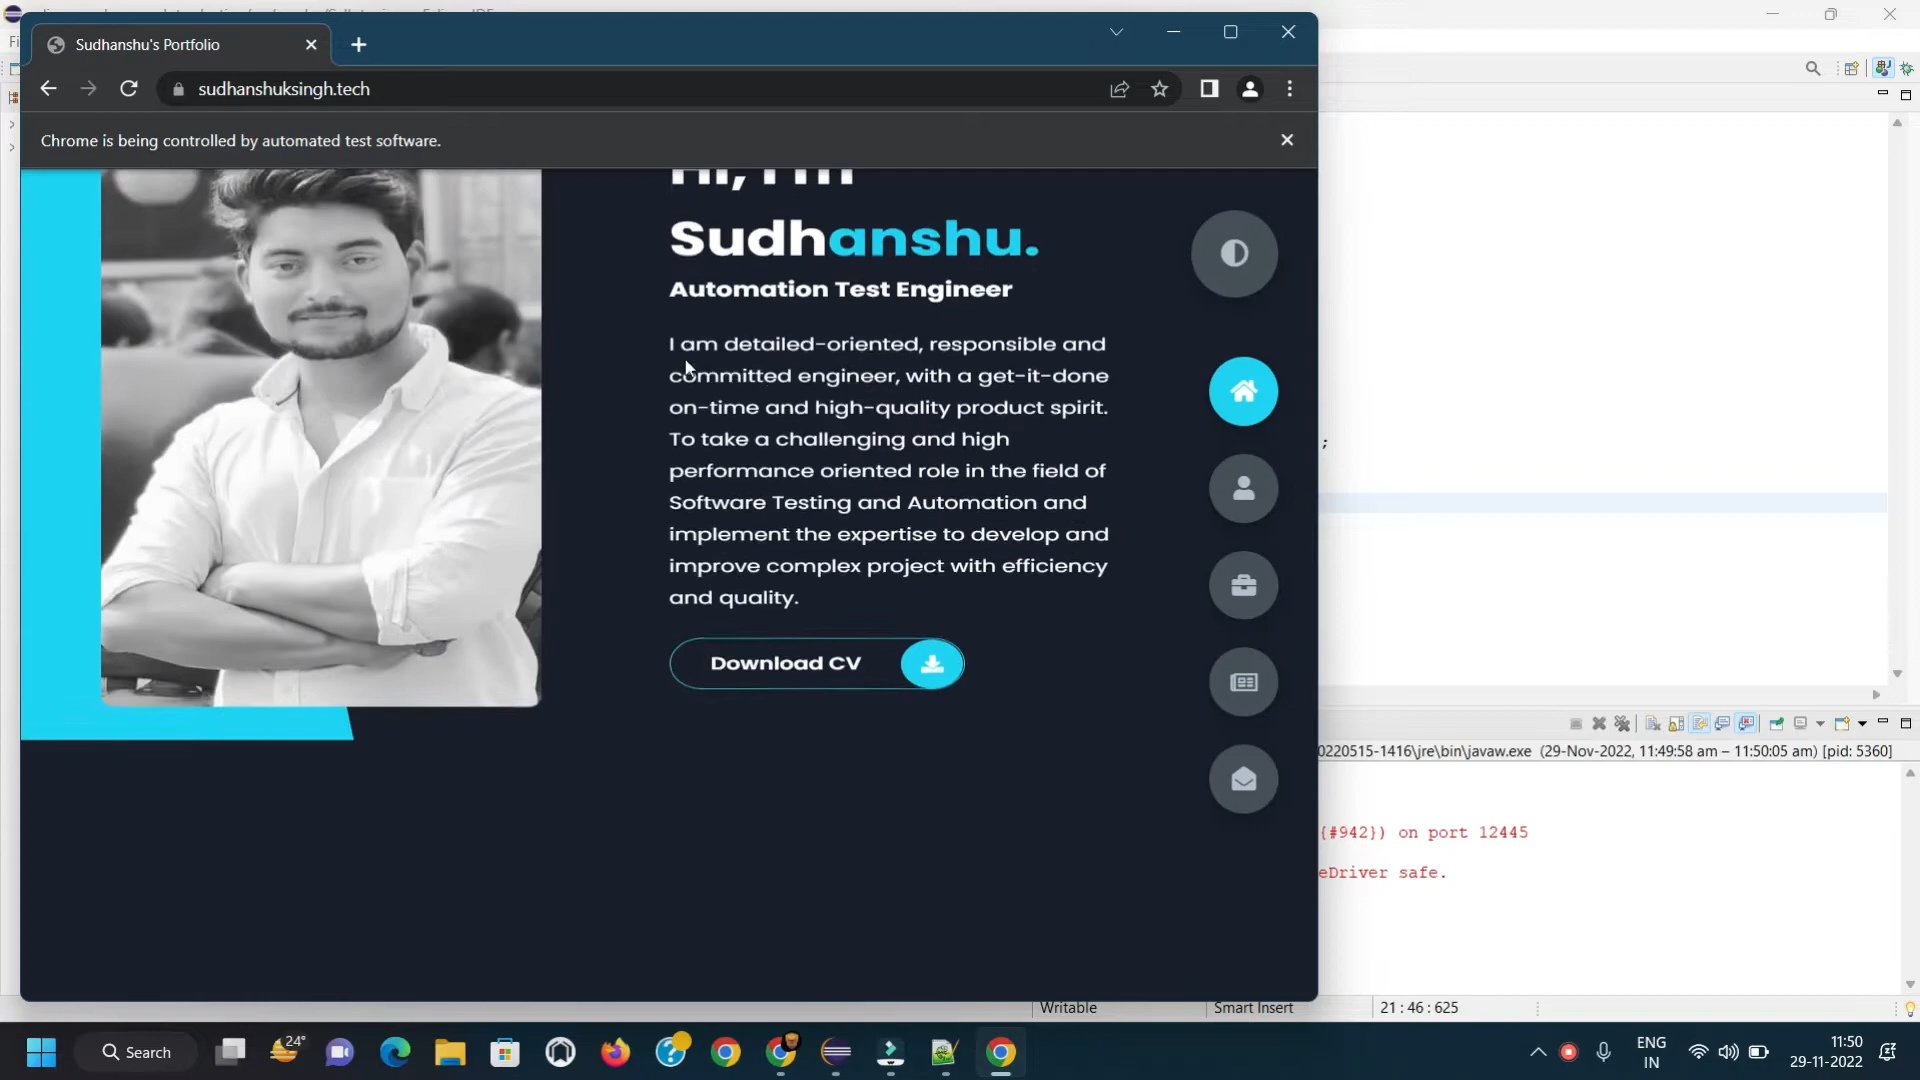 Sudhanshu's Portfolio
sudhanshuksingh.tech
Chrome is being controlled by automated test software.
Hi, I'm
Sudhanshu.
Automation Test Engineer
I am detailed-oriented, responsible and
committed engineer, with a get-it-done
on-time and high-quality product spirit.
To take a challenging and high
performance oriented role in the field of
Software Testing and Automation and
implement the expertise to develop and
improve complex project with efficiency
and quality.
Download CV
;
0220515-1416\jre\bin\javaw.exe (29-Nov-2022, 11:49:58 am – 11:50:05 am) [pid: 5360]
{#942}) on port 12445
eDriver safe.
Writable
Smart Insert
21 : 46 : 625
Search
24°
ENG
IN
11:50
29-11-2022